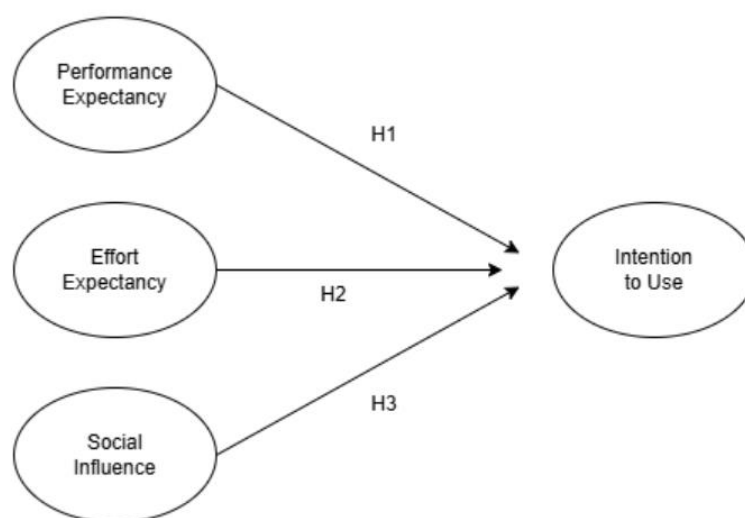 Performance
Expectancy
H1
Effort
Expectancy
H2
Intention
to Use
H3
Social
Influence